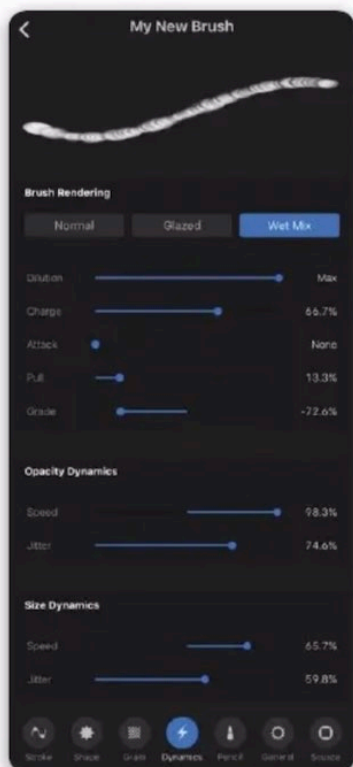 My New Brush
Brush Rendering
Normal Glazed Wet Mix
Dilution Max
Charge 66.7%
Attack None
Pull 13.3%
Grade -72.6%
Opacity Dynamics
Speed 98.3%
Jitter 74.6%
Size Dynamics
Speed 65.7%
Jitter 59.8%
Stroke Shape Grain Dynamics Pencil General Source